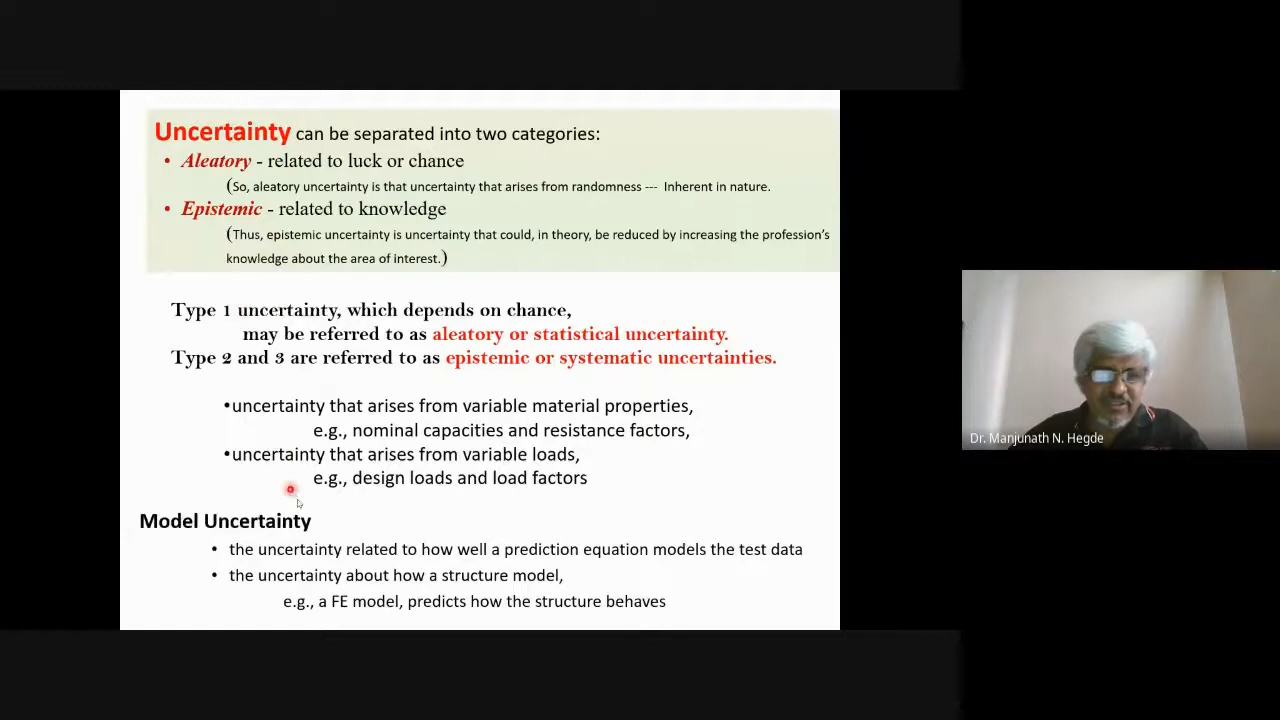 Uncertainty can be separated into two categories:
• Aleatory - related to luck or chance
(So, aleatory uncertainty is that uncertainty that arises from randomness --- Inherent in nature.
• Epistemic - related to knowledge
(Thus, epistemic uncertainty is uncertainty that could, in theory, be reduced by increasing the profession's
knowledge about the area of interest.)
Type 1 uncertainty, which depends on chance,
may be referred to as aleatory or statistical uncertainty.
Type 2 and 3 are referred to as epistemic or systematic uncertainties.
•uncertainty that arises from variable material properties,
e.g., nominal capacities and resistance factors,
•uncertainty that arises from variable loads,
e.g., design loads and load factors
Model Uncertainty
• the uncertainty related to how well a prediction equation models the test data
• the uncertainty about how a structure model,
e.g., a FE model, predicts how the structure behaves
Dr. Manjunath N. Hegde